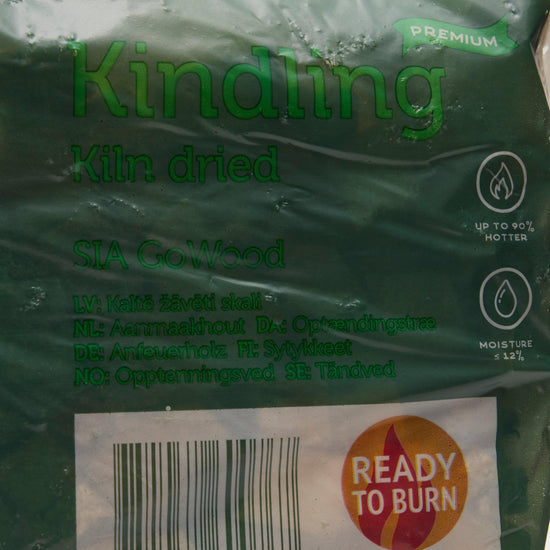 PREMIUM
Kindling
Kiln dried
UP TO 90%
HOTTER
SIA GoWood
LV: Kaltē žāvēti skali
NL: Aanmaakhout DA: Optændingstræ
DE: Anfeuerholz FI: Sytykkeet
NO: Opptenningsved SE: Tändved
MOISTURE
≤ 12%
READY
TO BURN